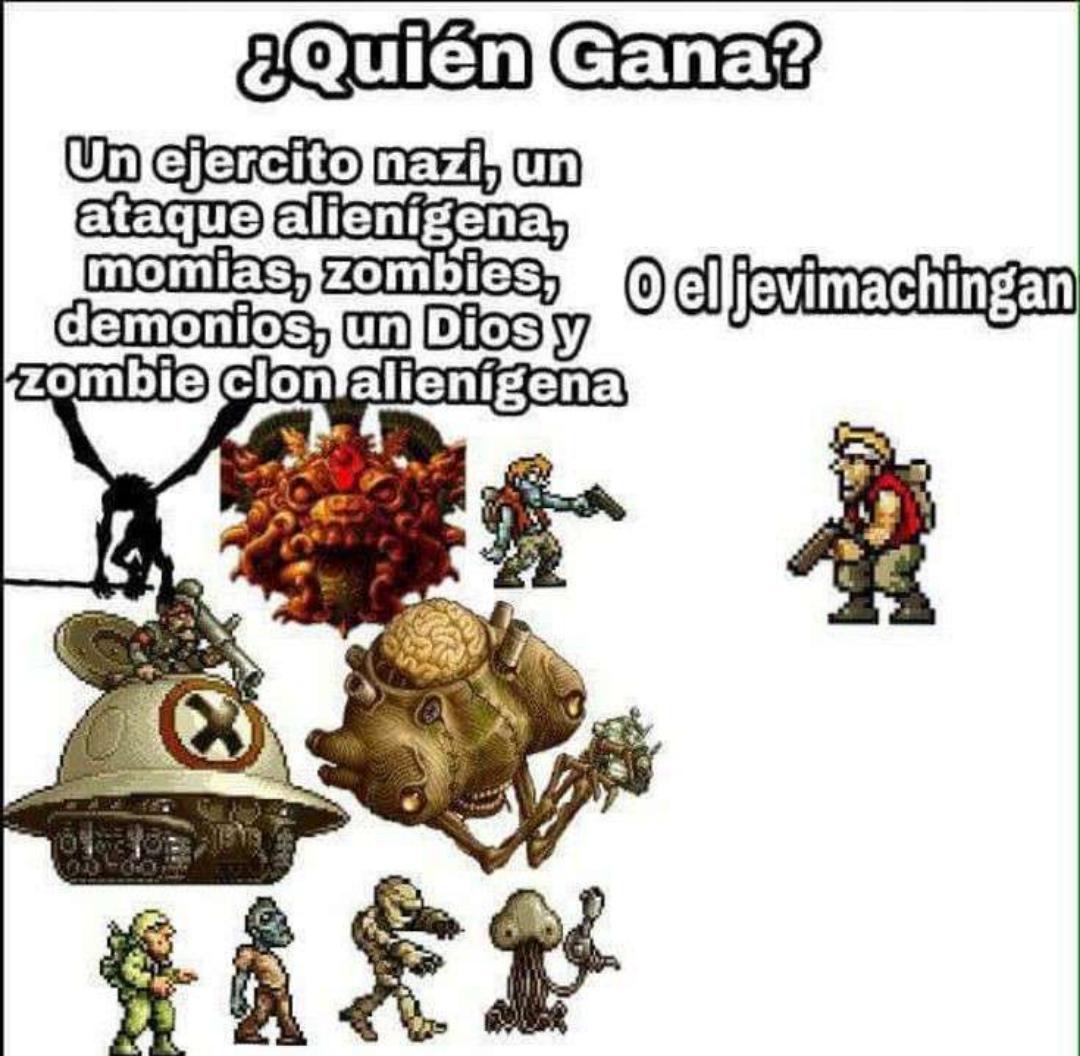 ¿Quién Gana?
Un ejercito nazi, un
ataque alienígena,
momias, zombies,
demonios, un Dios y
zombie clon alienígena
O el jevimachingan